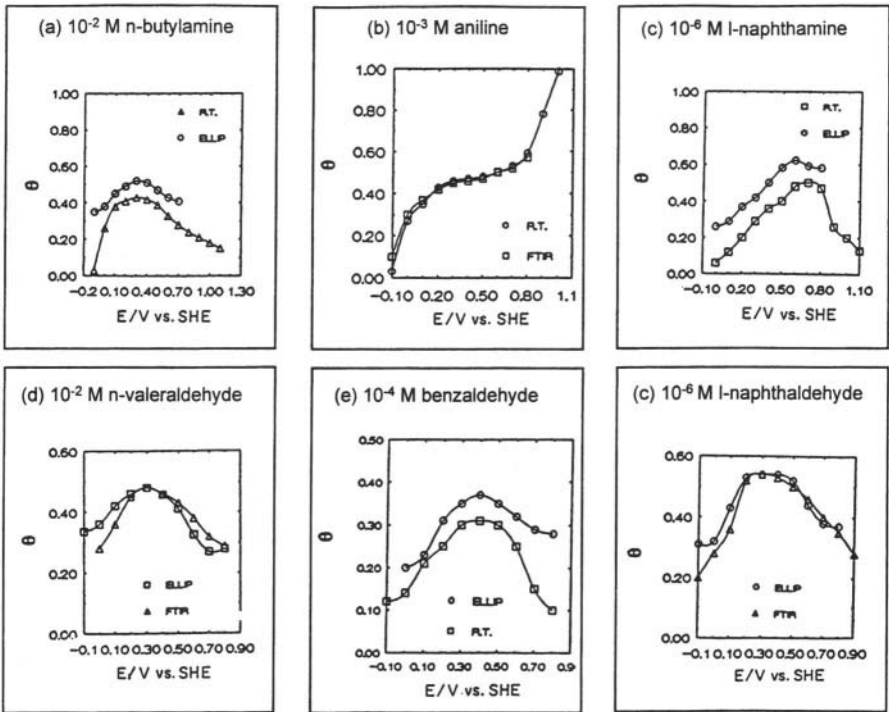 (a) 10-2 M n-butylamine
1.00
0.80
0.60
0.40
0.20
0.00
θ
R.T.
ELLIP
-0.2 0.10 0.40 0.70 1.00 1.30
E/V vs. SHE
(b) 10-3 M aniline
1.00
0.80
0.60
0.40
0.20
0.00
θ
R.T.
FTIR
-0.10 0.20 0.50 0.80 1.1
E/V vs. SHE
(c) 10-6 M l-naphthamine
1.00
0.80
0.60
0.40
0.20
0.00
θ
R.T.
ELLIP
-0.10 0.20 0.50 0.80 1.10
E/V vs. SHE
(d) 10-2 M n-valeraldehyde
0.60
0.40
0.20
0.00
θ
ELLIP
FTIR
-0.1 0.10 0.30 0.50 0.70 0.90
E/V vs. SHE
(e) 10-4 M benzaldehyde
0.50
0.40
0.30
0.20
0.10
0.00
θ
ELLIP
R.T.
-0.10 0.10 0.30 0.50 0.70 0.9
E/V vs. SHE
(c) 10-6 M l-naphthaldehyde
0.60
0.40
0.20
0.00
θ
ELLIP
FTIR
-0.1 0.10 0.30 0.50 0.70 0.90
E/V vs. SHE